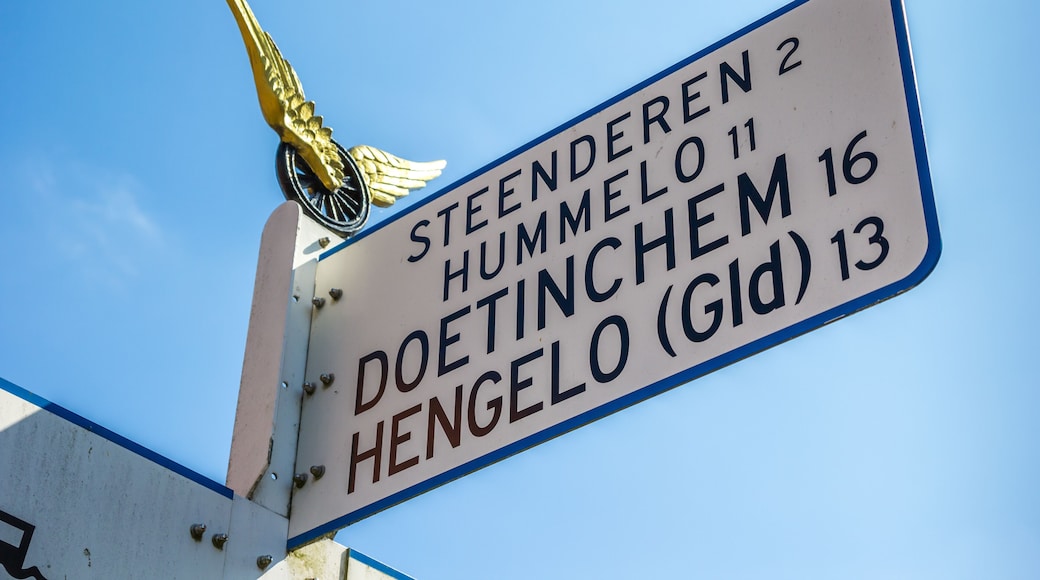 STEENDEREN 2
HUMMELO 11
DOETINCHEM 16
HENGELO (Gld) 13